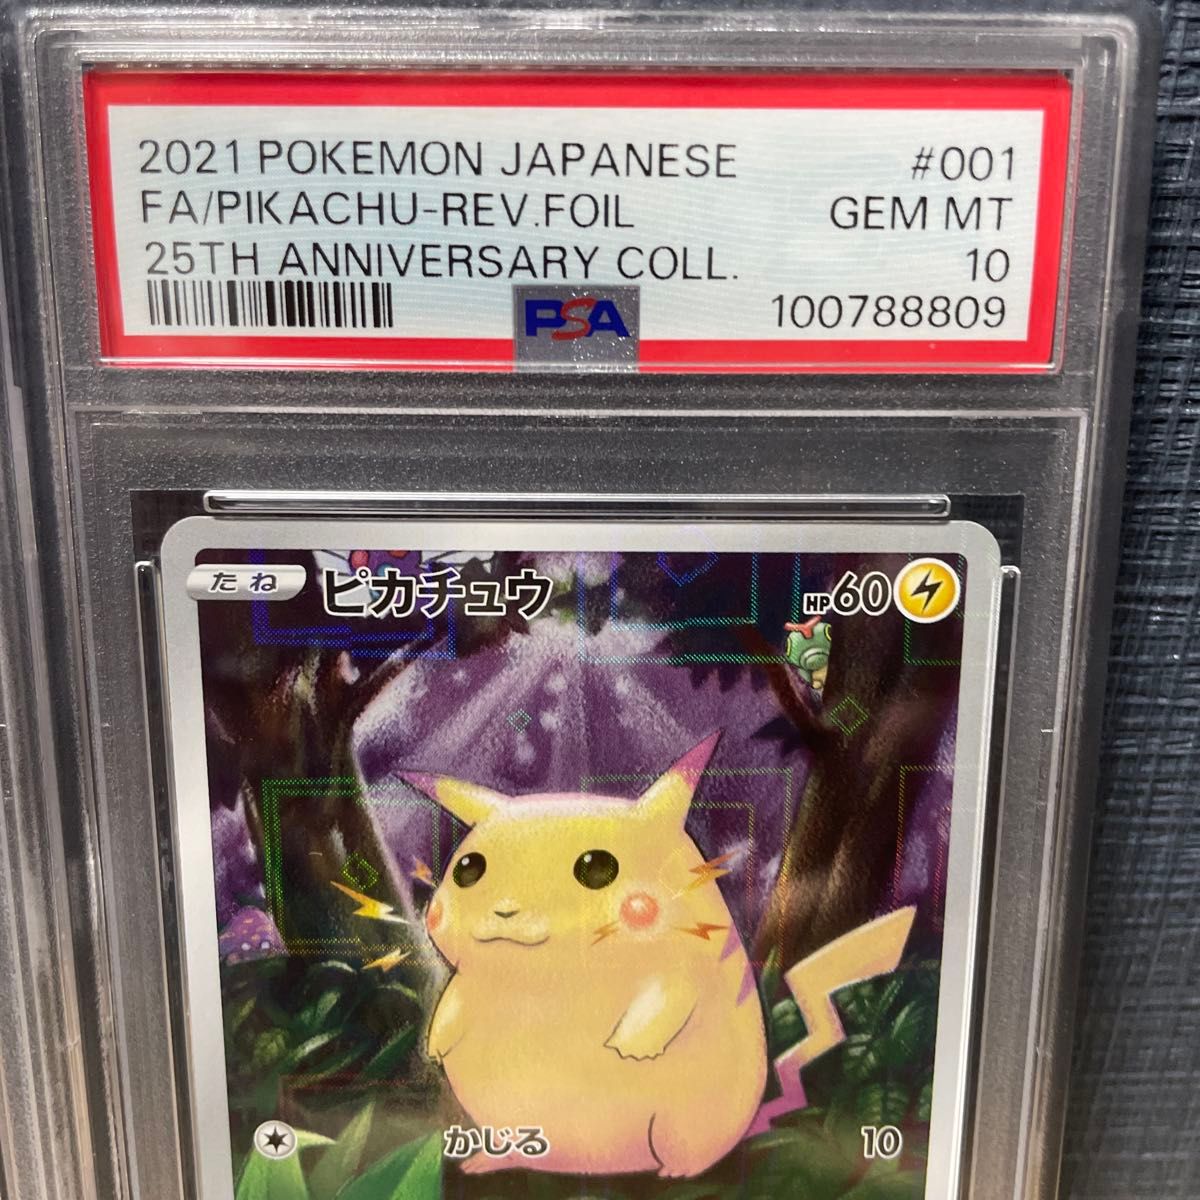 2021 POKEMON JAPANESE #001
FA/PIKACHU-REV.FOIL GEM MT
25TH ANNIVERSARY COLL. 10
PSA 100788809
たね ピカチュウ HP60
かじる 10